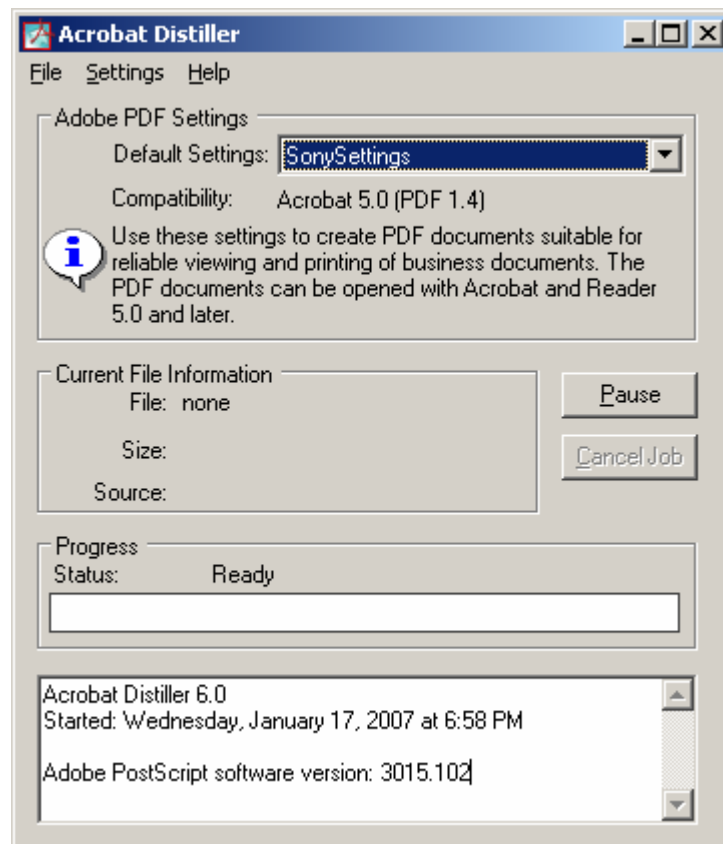 Acrobat Distiller
File Settings Help
Adobe PDF Settings
Default Settings: SonySettings
Compatibility: Acrobat 5.0 (PDF 1.4)
i
Use these settings to create PDF documents suitable for
reliable viewing and printing of business documents. The
PDF documents can be opened with Acrobat and Reader
5.0 and later.
Current File Information
File: none
Size:
Source:
Pause
Cancel Job
Progress
Status: Ready
Acrobat Distiller 6.0
Started: Wednesday, January 17, 2007 at 6:58 PM
Adobe PostScript software version: 3015.102